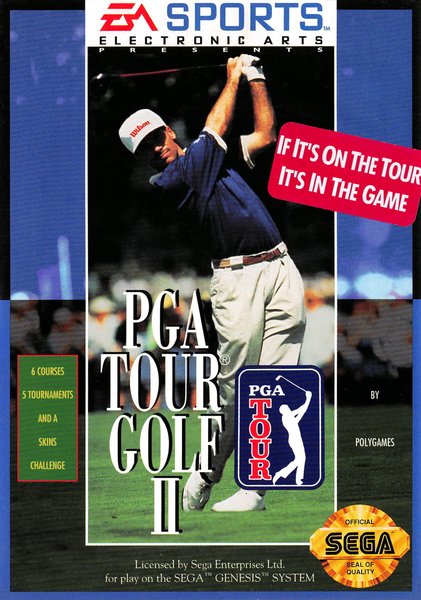 EA SPORTS™
ELECTRONIC ARTS
PRESENTS
Wilson
IF IT'S ON THE TOUR
IT'S IN THE GAME
PGA
TOUR®
GOLF
II
PGA
TOUR
6 COURSES
5 TOURNAMENTS
AND A
SKINS
CHALLENGE
BY
POLYGAMES
OFFICIAL
SEGA
SEAL OF
QUALITY
Licensed by Sega Enterprises Ltd.
for play on the SEGA™ GENESIS™ SYSTEM